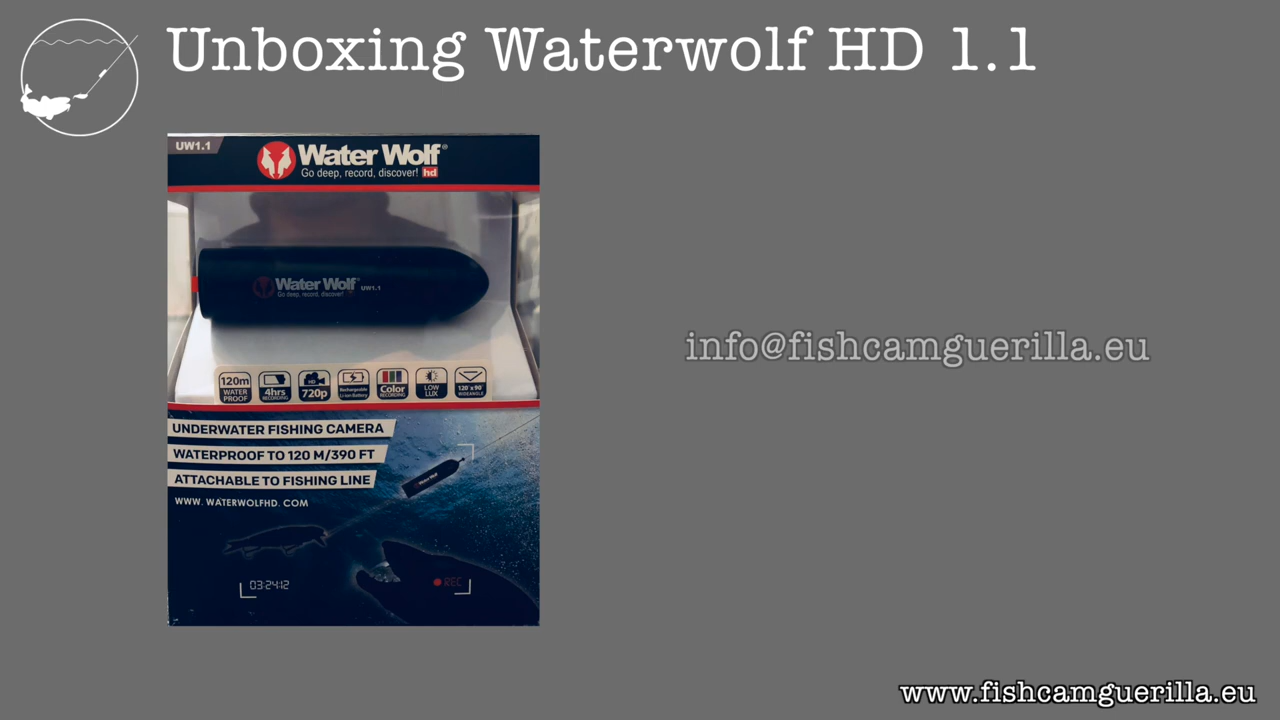 Unboxing Waterwolf HD 1.1
UW1.1
Water Wolf®
Go deep, record, discover! hd
Water Wolf®
UW1.1
Go deep, record, discover!
120m
WATER
PROOF
4hrs
RECORDING
HD
720p
Rechargeable
Li-ion Battery
Color
RECORDING
LOW
LUX
120°x90°
WIDEANGLE
UNDERWATER FISHING CAMERA
WATERPROOF TO 120 M/390 FT
ATTACHABLE TO FISHING LINE
WWW. WATERWOLFHD. COM
Water Wolf
03:24:12
REC
info@fishcamguerilla.eu
www.fishcamguerilla.eu